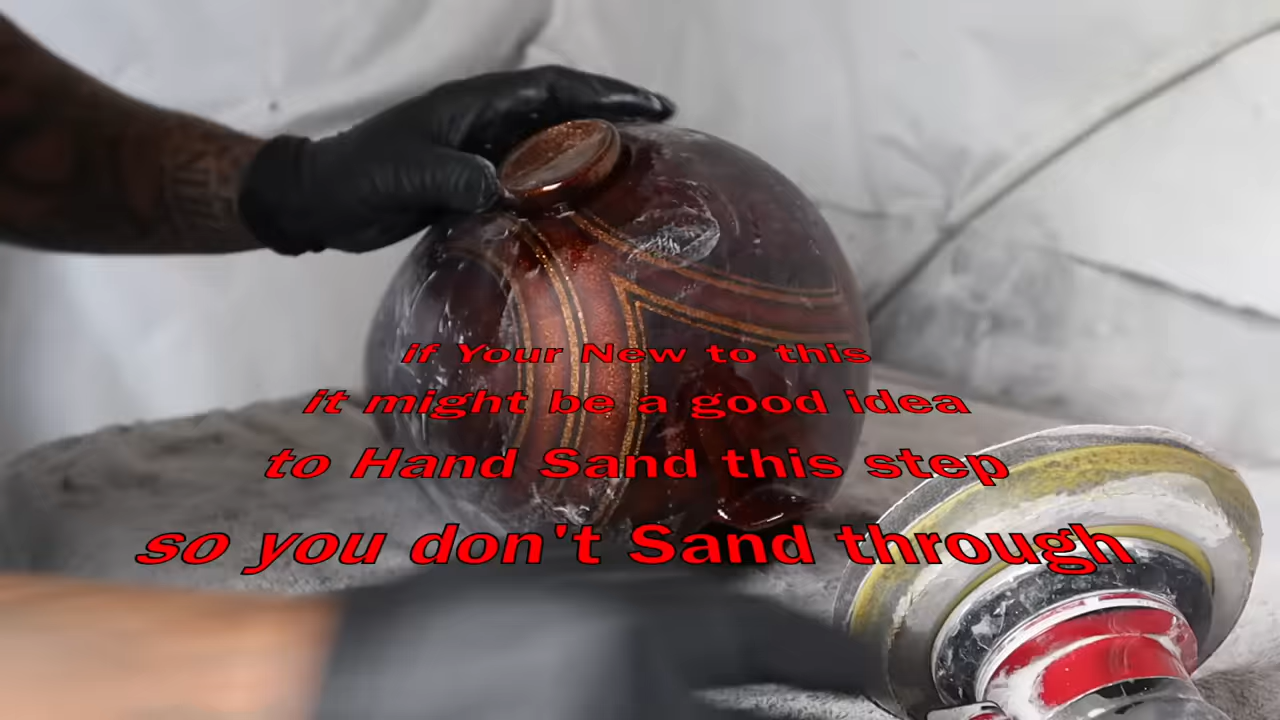 if Your New to this
it might be a good idea
to Hand Sand this step
so you don't Sand through